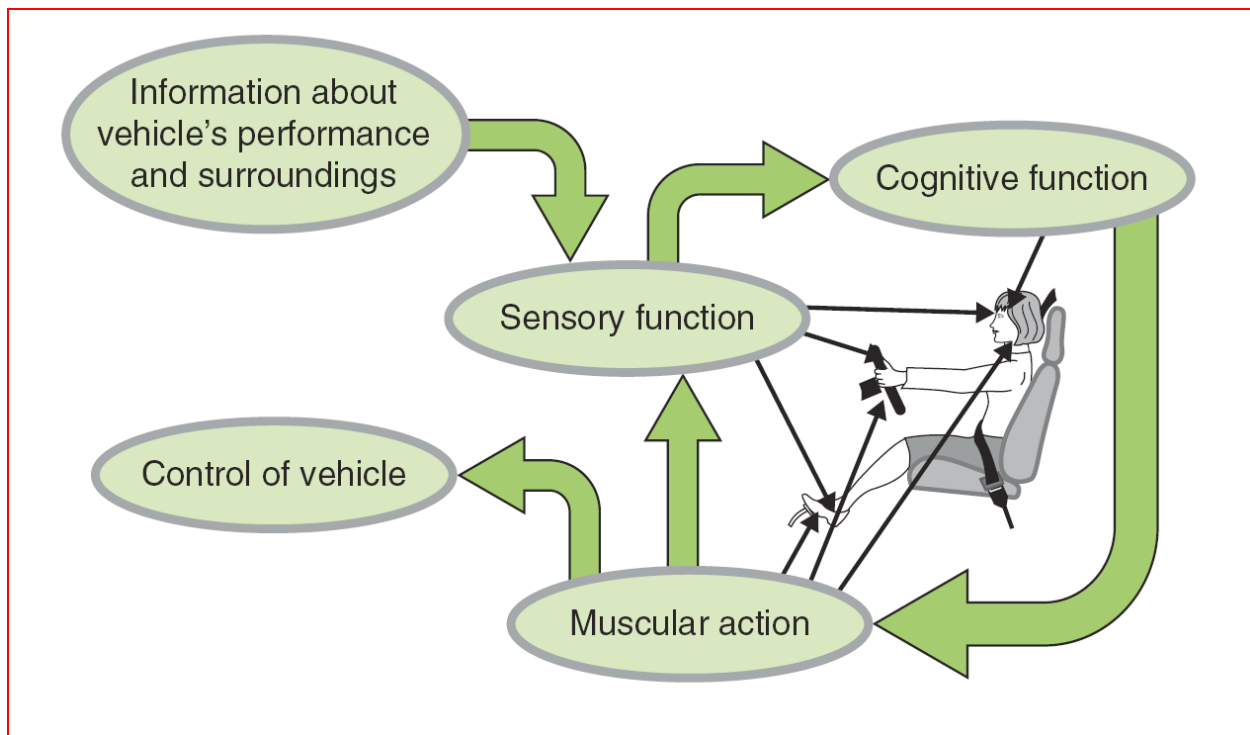 Information about
vehicle's performance
and surroundings
Cognitive function
Sensory function
Control of vehicle
Muscular action